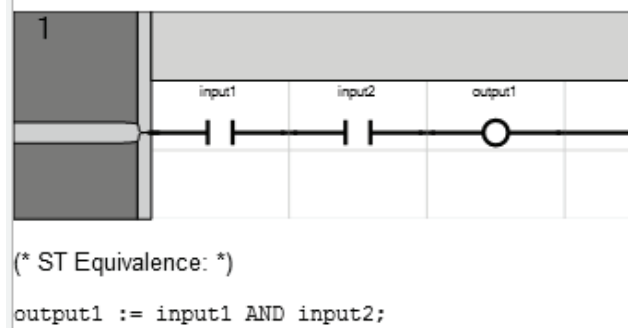 1
input1 input2 output1
(* ST Equivalence: *)
output1 := input1 AND input2;